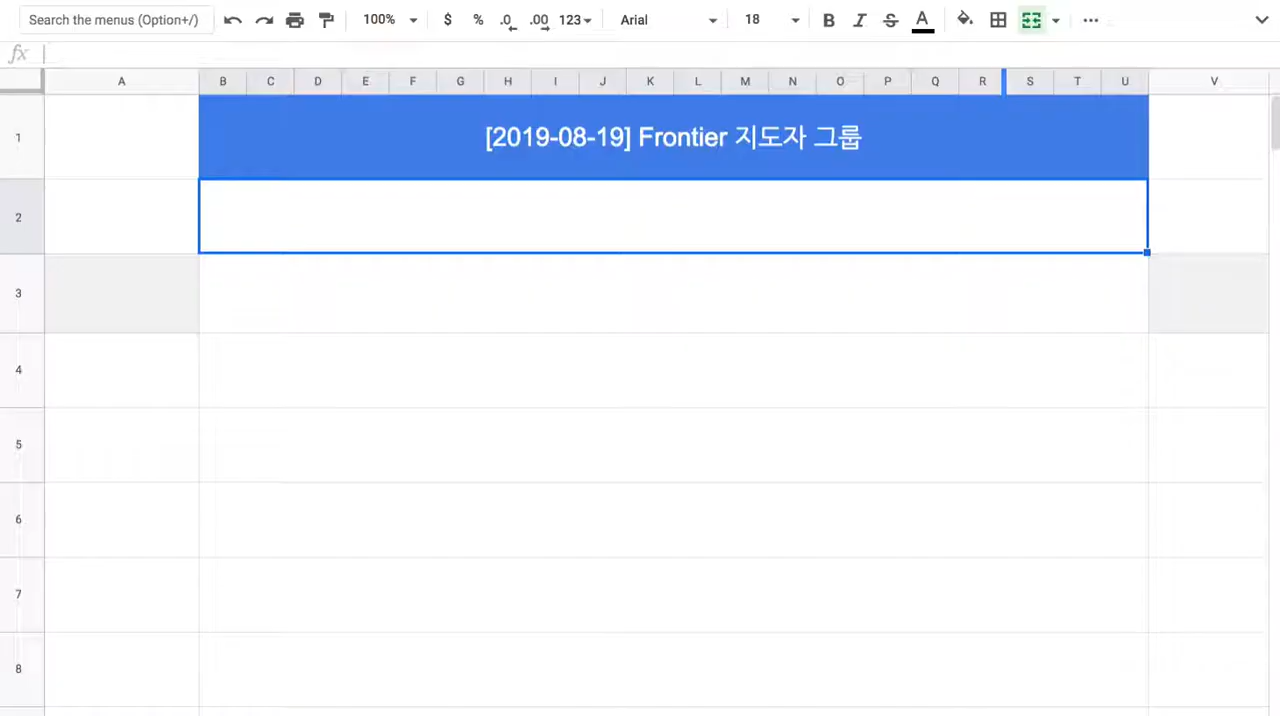 Search the menus (Option+/) 100% $ % .0 .00 123 Arial 18 B I S A
fx
A B C D E F G H I J K L M N O P Q R S T U V
1 [2019-08-19] Frontier 지도자 그룹
2
3
4
5
6
7
8